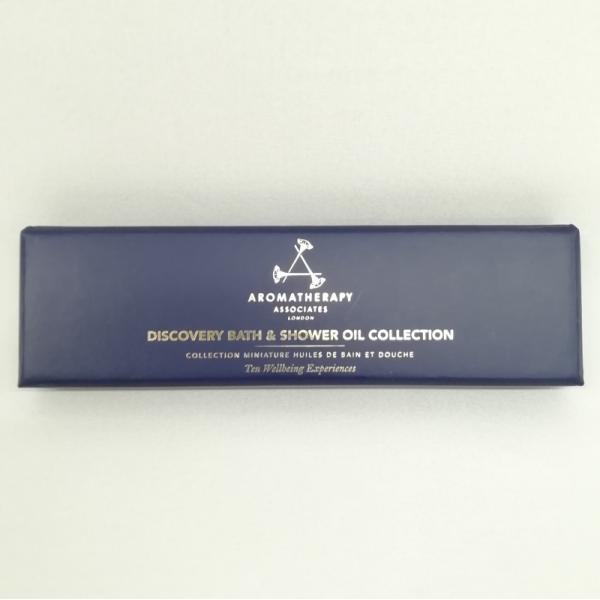 AROMATHERAPY
ASSOCIATES
LONDON
DISCOVERY BATH & SHOWER OIL COLLECTION
COLLECTION MINIATURE HUILES DE BAIN ET DOUCHE
Ten Wellbeing Experiences